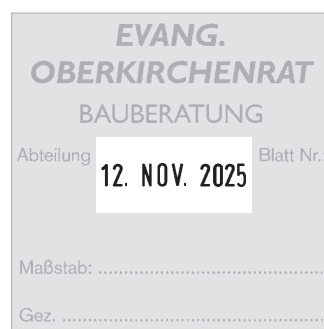 EVANG.
OBERKIRCHENRAT
BAUBERATUNG
Abteilung 12. NOV. 2025 Blatt Nr.:
Maßstab: ................................................
Gez. ......................................................